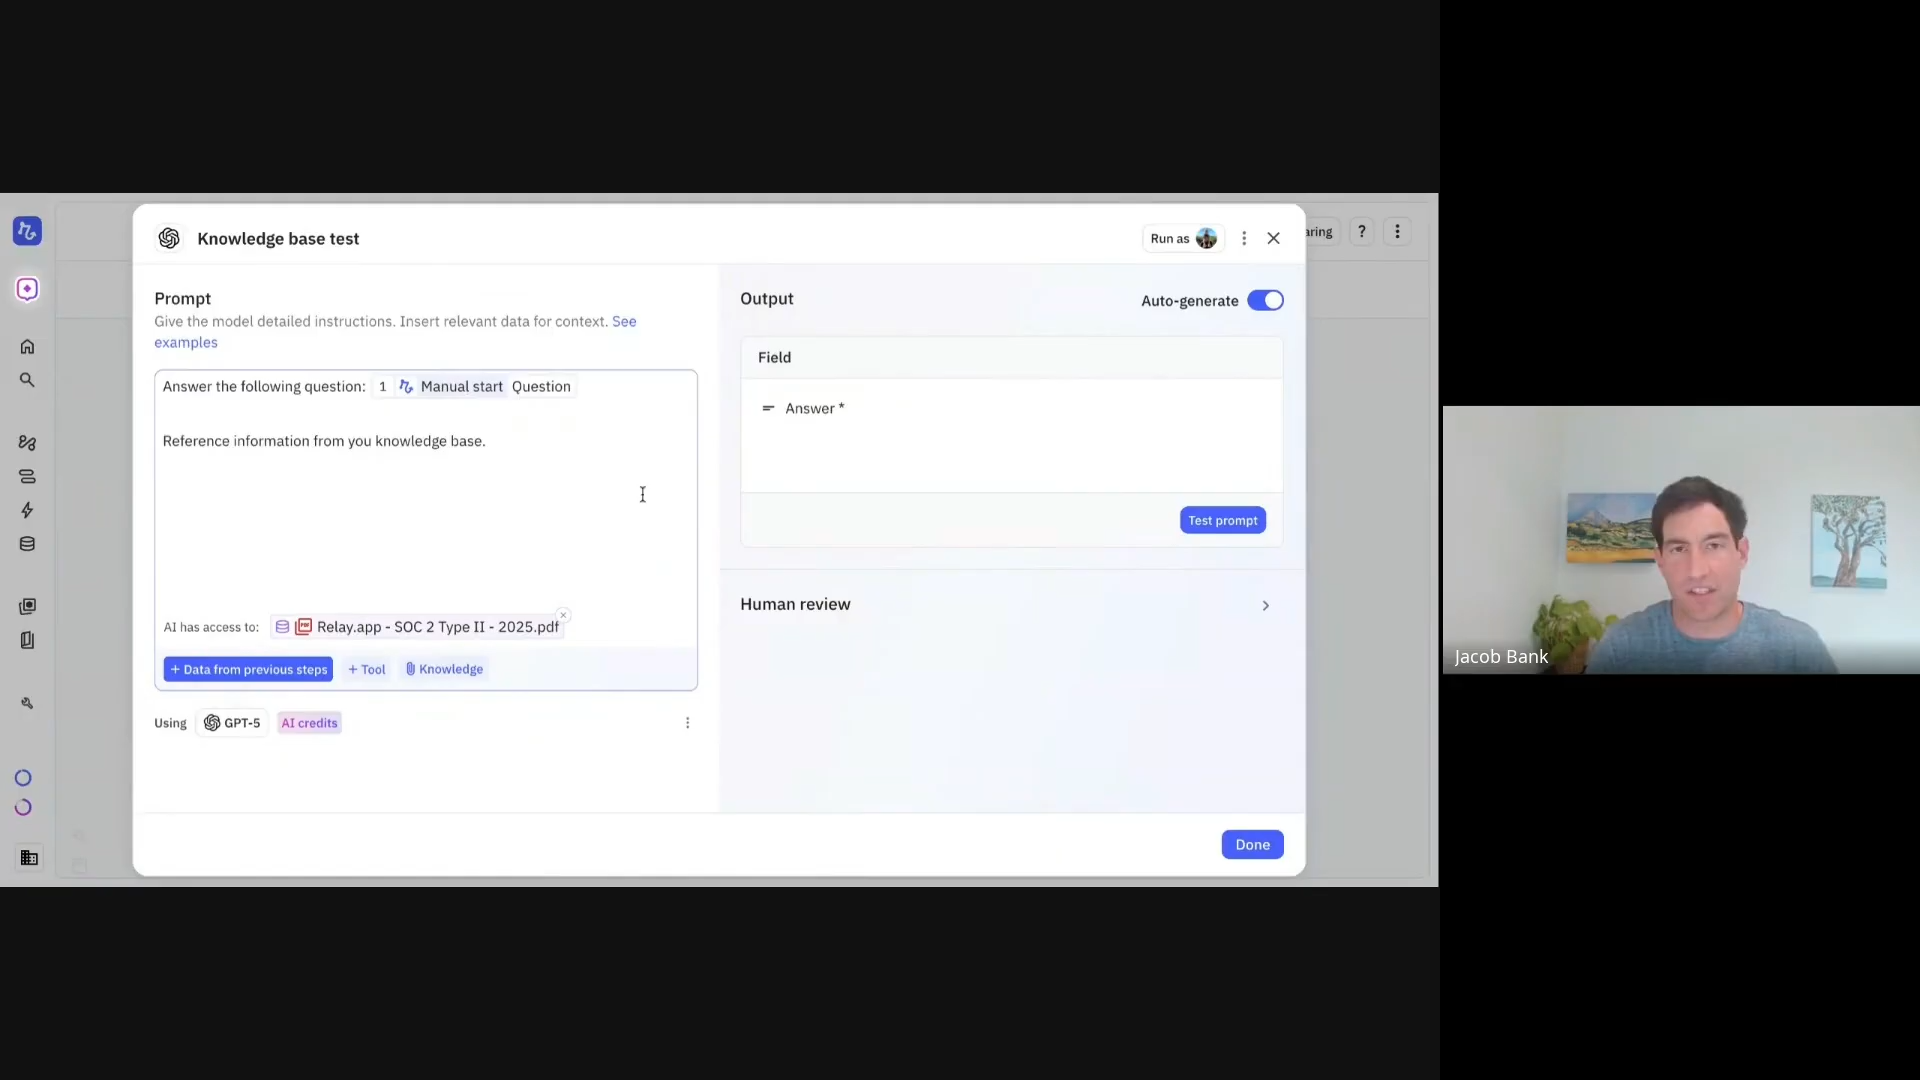 Knowledge base test
Run as
aring
?
Prompt
Give the model detailed instructions. Insert relevant data for context. See
examples
Answer the following question: 1 Manual start Question
Reference information from you knowledge base.
AI has access to: PDF Relay.app - SOC 2 Type II - 2025.pdf
+ Data from previous steps + Tool Knowledge
Using GPT-5 AI credits
Output
Auto-generate
Field
Answer *
Test prompt
Human review
Done
Jacob Bank